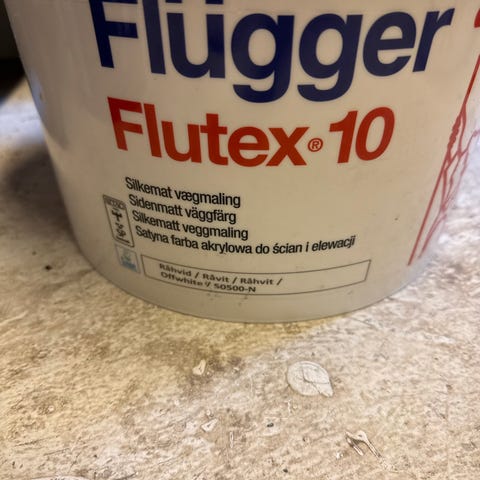 Flügger
Flutex® 10
Silkemat vægmaling
Sidenmatt väggfärg
Silkematt veggmaling
Satyna farba akrylowa do ścian i elewacji
Råhvid / Råvit / Råhvit /
Offwhite / S0500-N